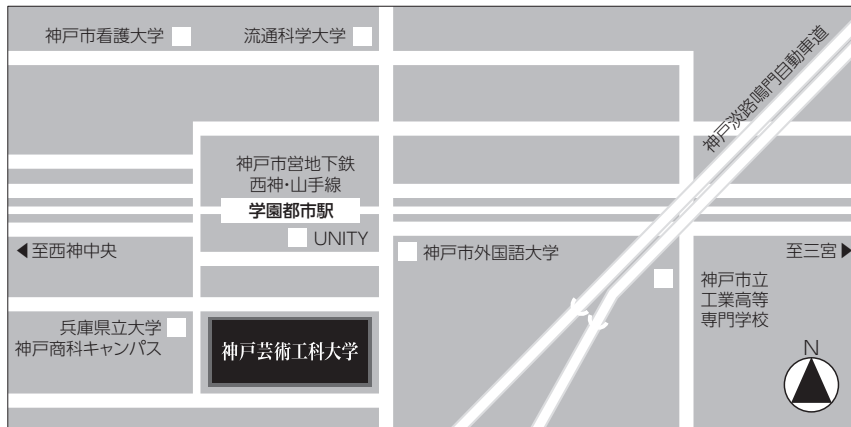 神戸市看護大学
流通科学大学
神戸淡路鳴門自動車道
神戸市営地下鉄
西神・山手線
学園都市駅
UNITY
◀至西神中央
神戸市外国語大学
至三宮▶
神戸市立
工業高等
専門学校
兵庫県立大学
神戸商科キャンパス
神戸芸術工科大学
N